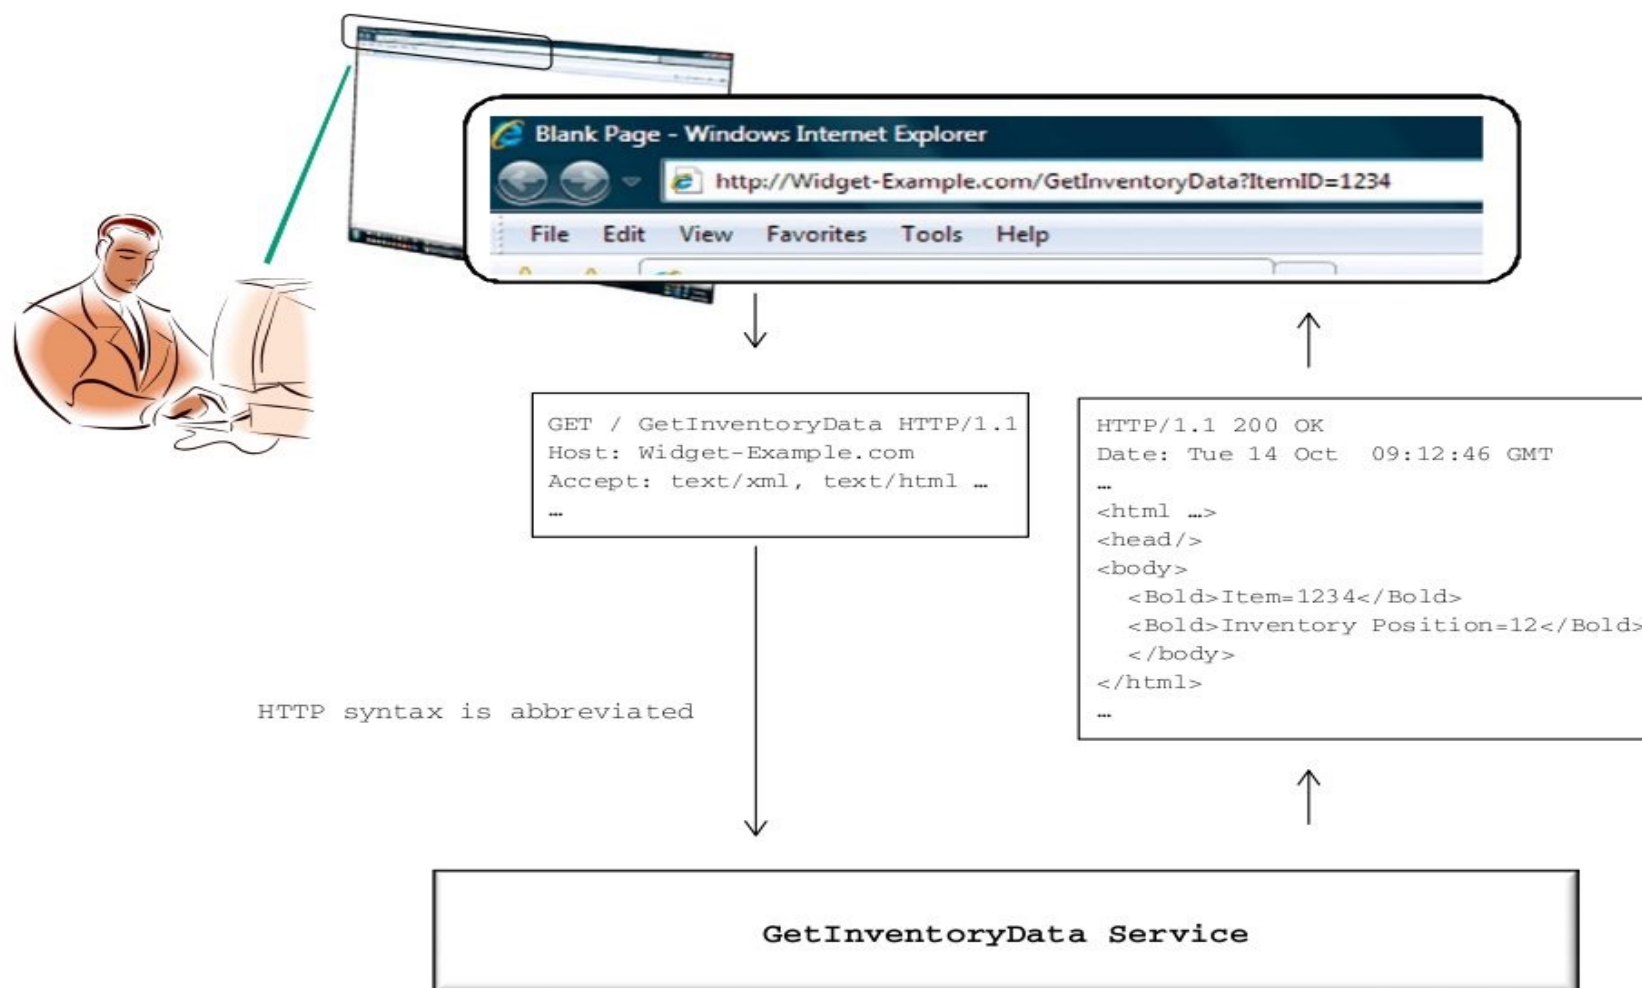 Blank Page - Windows Internet Explorer
http://Widget-Example.com/GetInventoryData?ItemID=1234
File Edit View Favorites Tools Help
GET / GetInventoryData HTTP/1.1
Host: Widget-Example.com
Accept: text/xml, text/html …
…
HTTP/1.1 200 OK
Date: Tue 14 Oct 09:12:46 GMT
…
<html …>
<head/>
<body>
<Bold>Item=1234</Bold>
<Bold>Inventory Position=12</Bold>
</body>
</html>
…
HTTP syntax is abbreviated
GetInventoryData Service